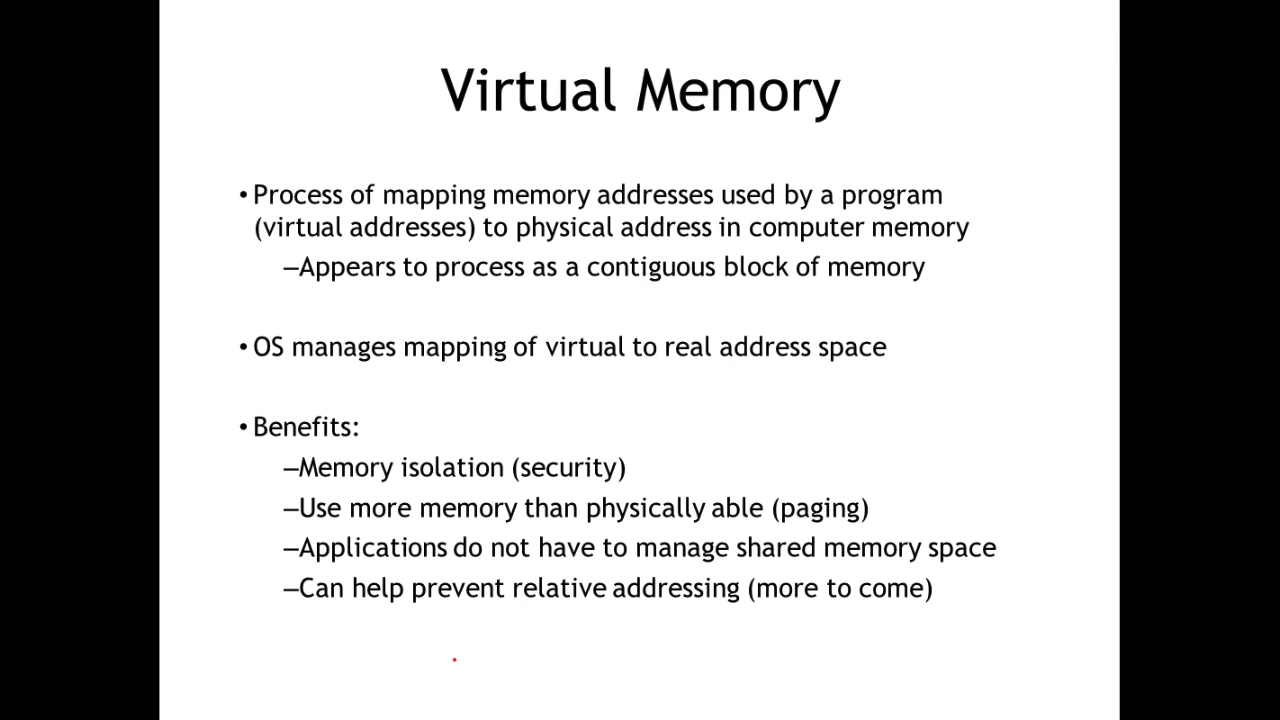 Virtual Memory
• Process of mapping memory addresses used by a program
(virtual addresses) to physical address in computer memory
–Appears to process as a contiguous block of memory
• OS manages mapping of virtual to real address space
• Benefits:
–Memory isolation (security)
–Use more memory than physically able (paging)
–Applications do not have to manage shared memory space
–Can help prevent relative addressing (more to come)